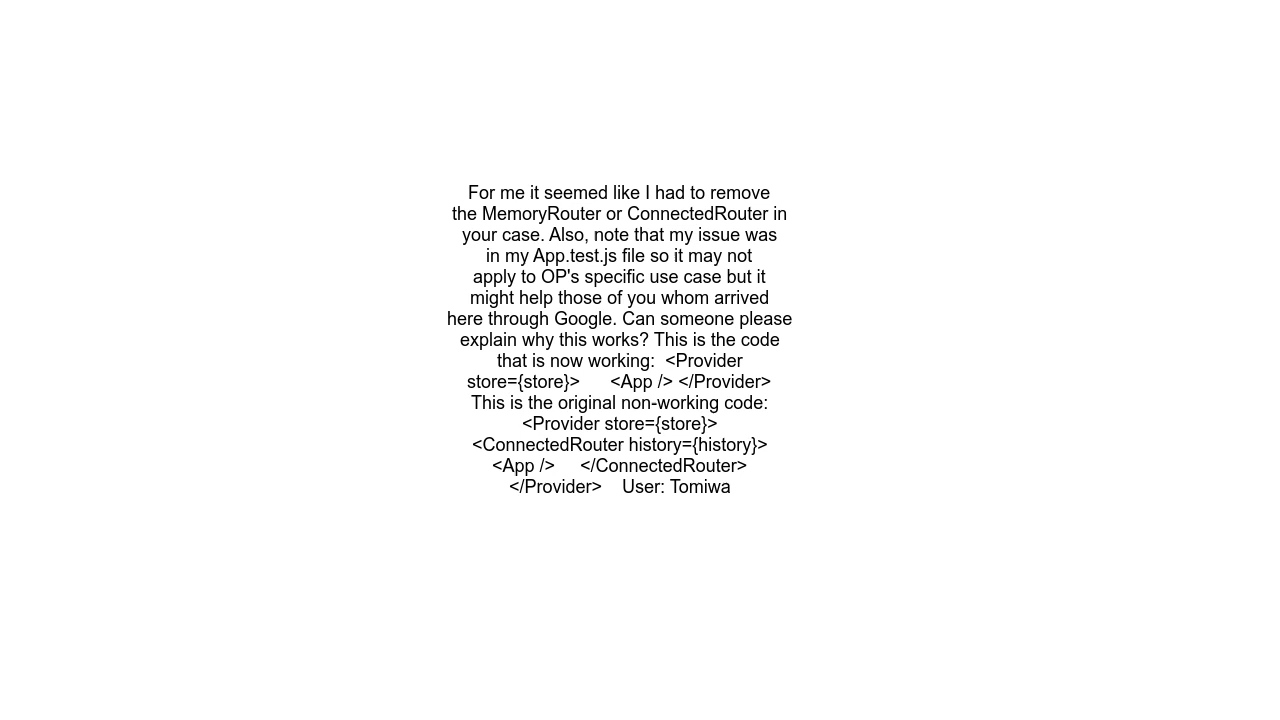 For me it seemed like I had to remove
the MemoryRouter or ConnectedRouter in
your case. Also, note that my issue was
in my App.test.js file so it may not
apply to OP's specific use case but it
might help those of you whom arrived
here through Google. Can someone please
explain why this works? This is the code
that is now working:  <Provider
store={store}>      <App /> </Provider>
This is the original non-working code:
<Provider store={store}>
<ConnectedRouter history={history}>
<App />     </ConnectedRouter>
</Provider>    User: Tomiwa